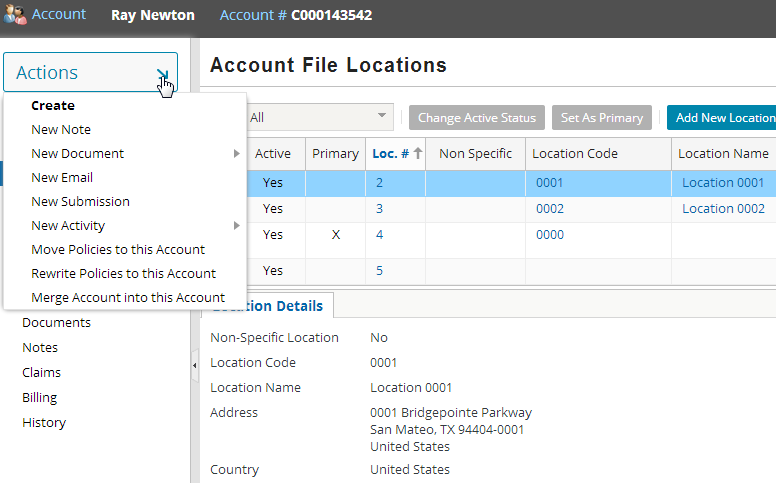 Account Ray Newton Account # C000143542
Actions
Create
New Note
New Document
New Email
New Submission
New Activity
Move Policies to this Account
Rewrite Policies to this Account
Merge Account into this Account
Documents
Notes
Claims
Billing
History
Account File Locations
All Change Active Status Set As Primary Add New Location
Active Primary Loc. # Non Specific Location Code Location Name
Yes 2 0001 Location 0001
Yes 3 0002 Location 0002
X 4 0000
Yes 5
Location Details
Non-Specific Location No
Location Code 0001
Location Name Location 0001
Address 0001 Bridgepointe Parkway
San Mateo, TX 94404-0001
United States
Country United States